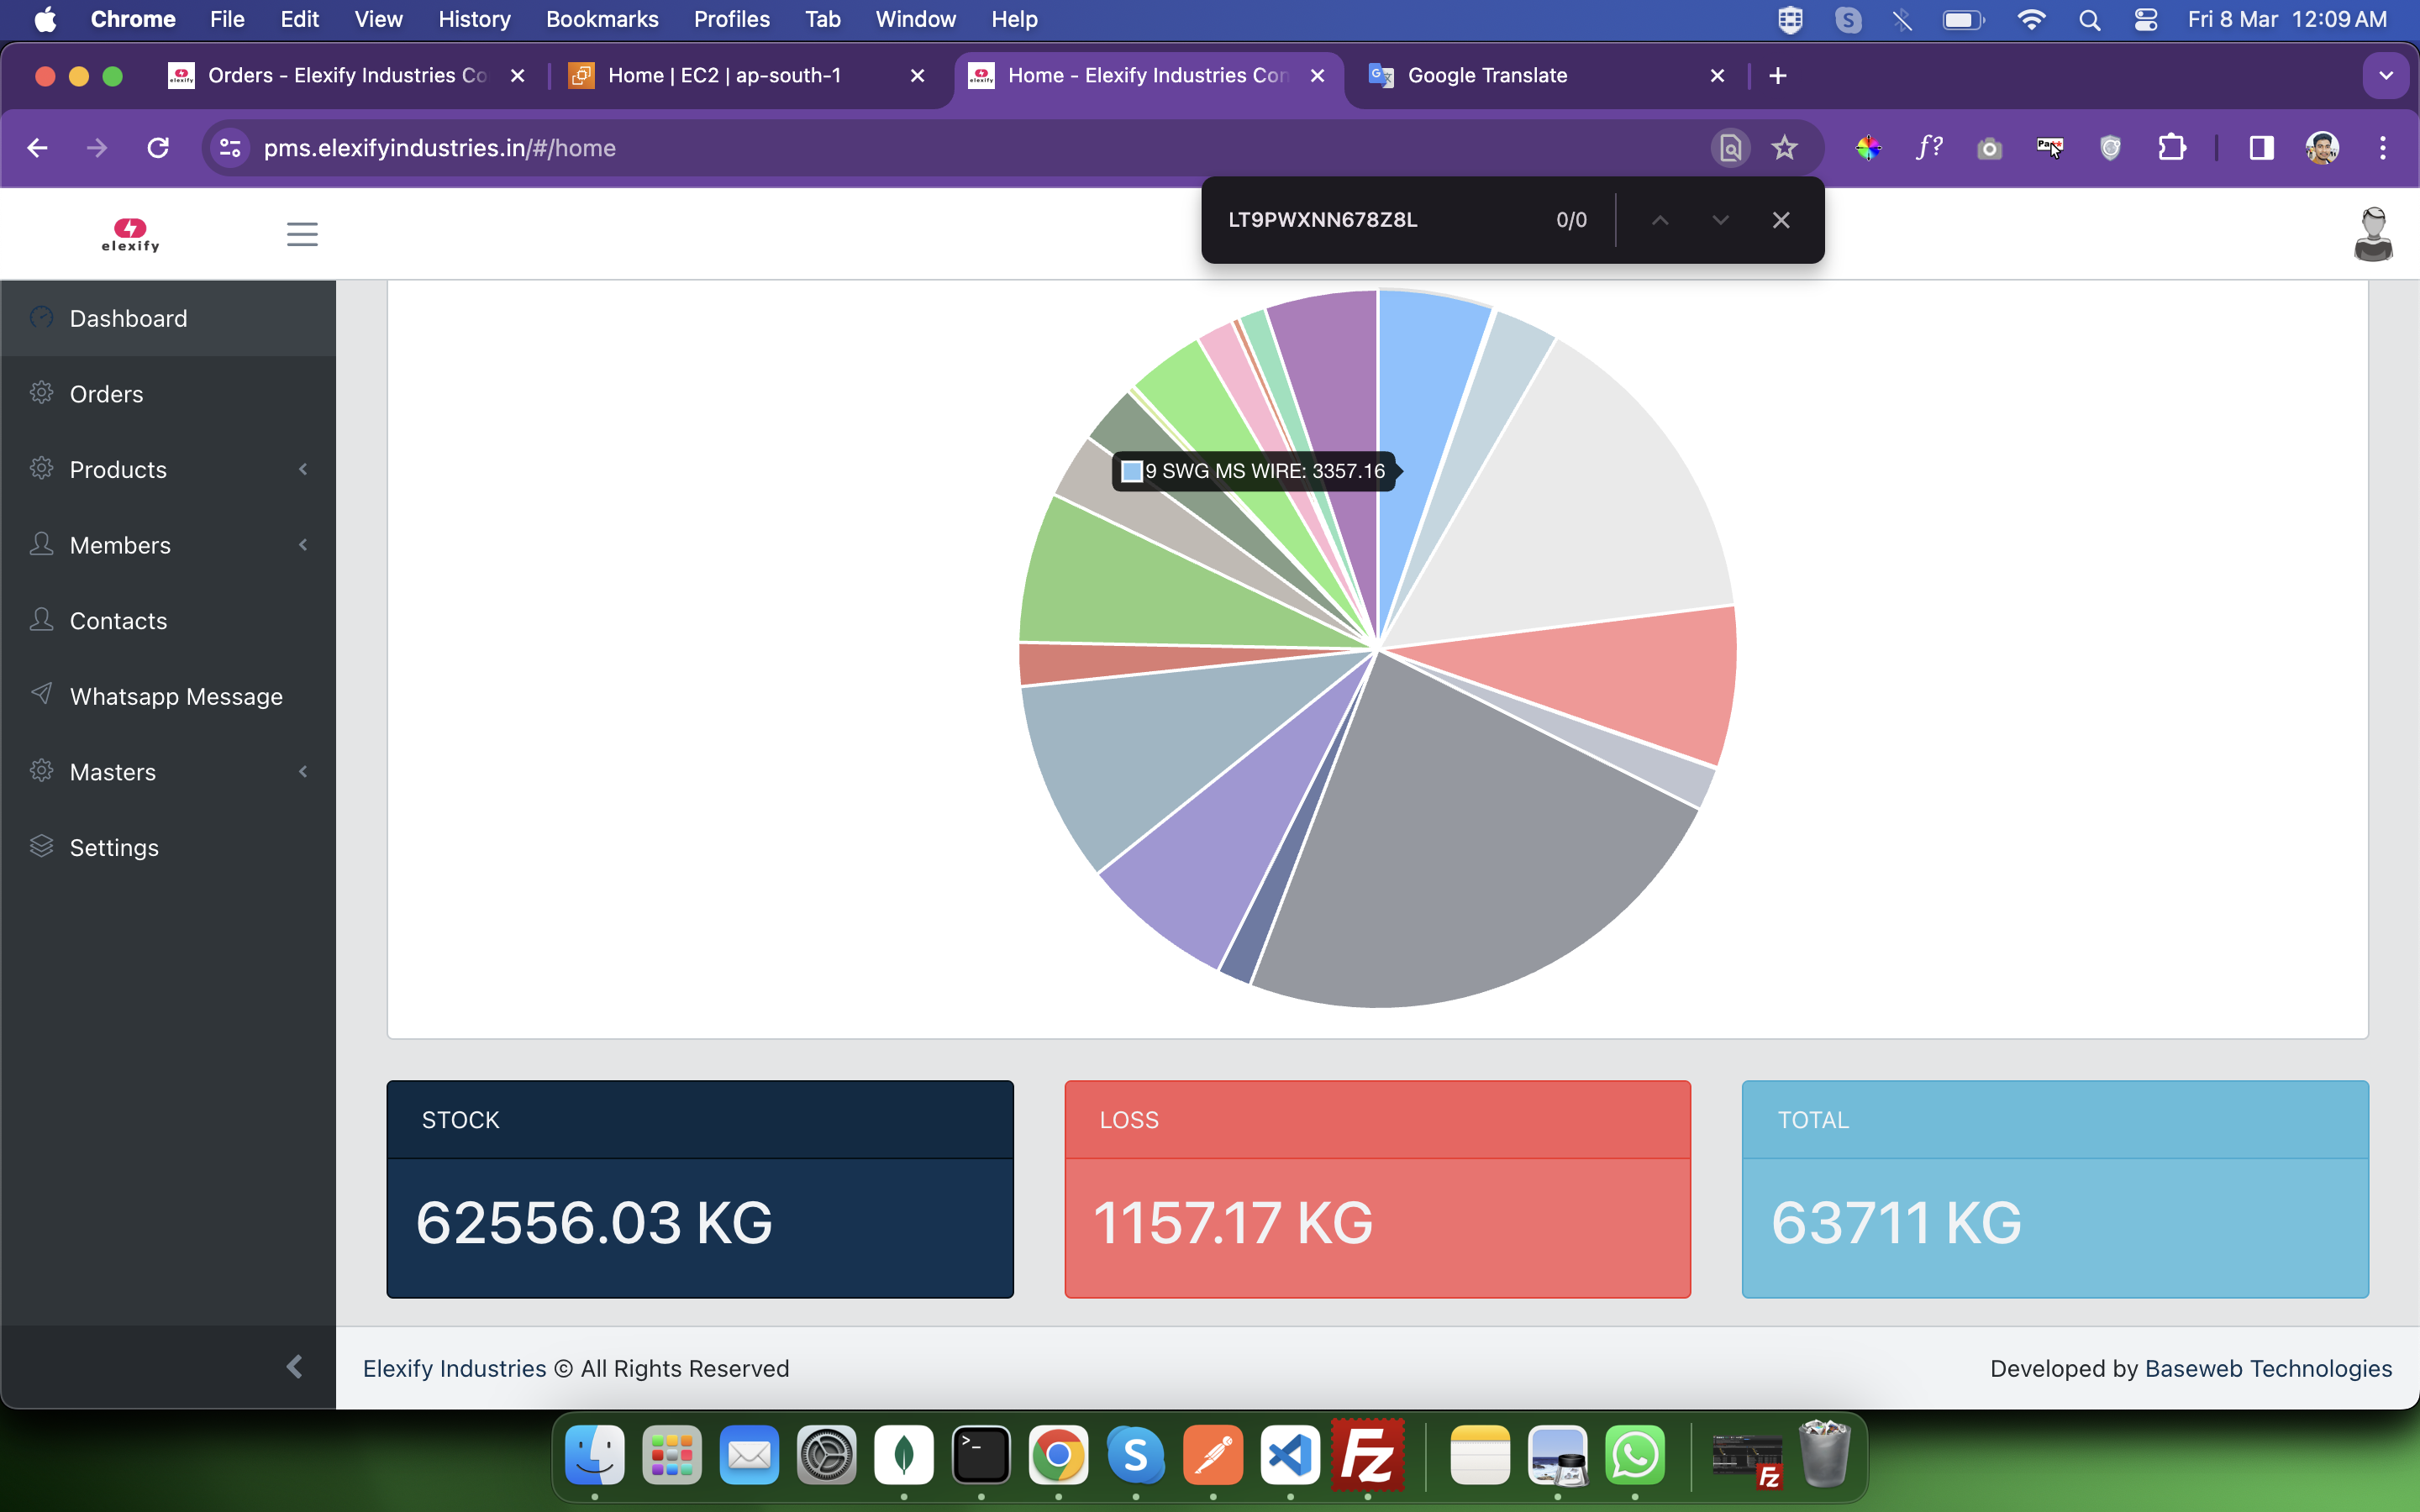 Chrome File Edit View History Bookmarks Profiles Tab Window Help Fri 8 Mar 12:09 AM
Orders - Elexify Industries Co Home | EC2 | ap-south-1 Home - Elexify Industries Con Google Translate
pms.elexifyindustries.in/#/home
LT9PWXNN678Z8L 0/0
elexify
Dashboard
Orders
Products
Members
Contacts
Whatsapp Message
Masters
Settings
9 SWG MS WIRE: 3357.16
STOCK
62556.03 KG
LOSS
1157.17 KG
TOTAL
63711 KG
Elexify Industries © All Rights Reserved
Developed by Baseweb Technologies